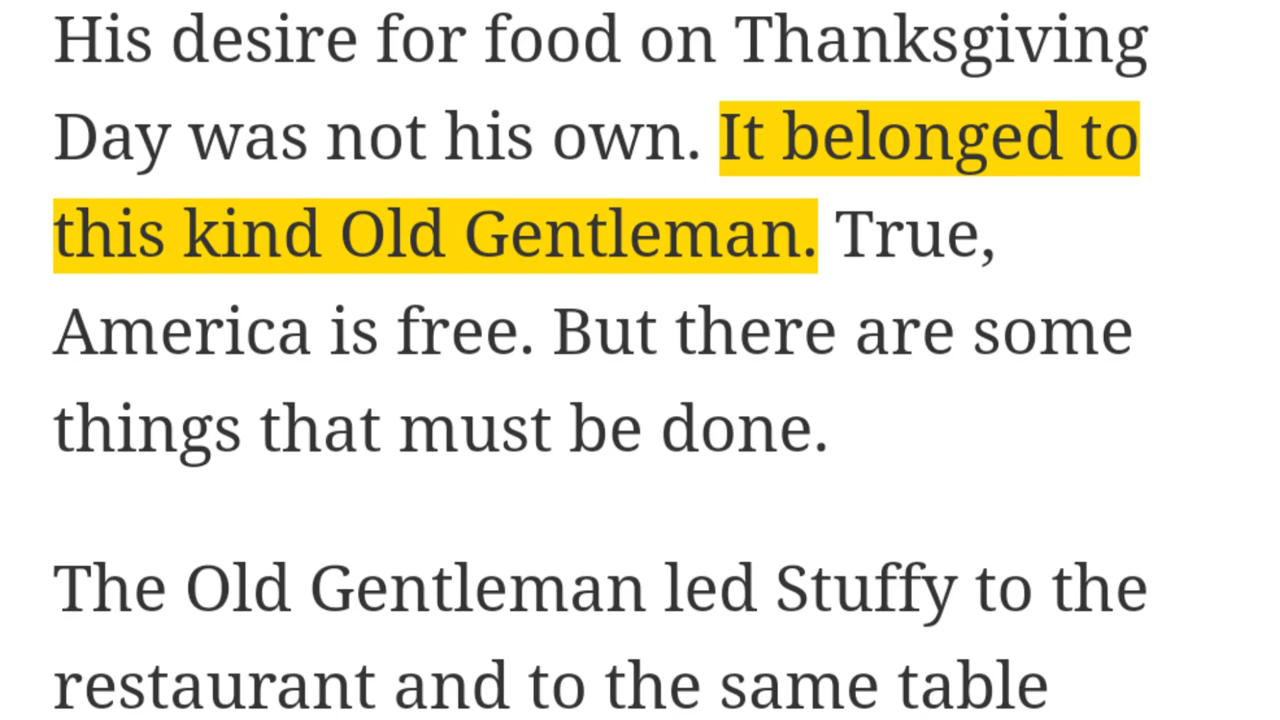 His desire for food on Thanksgiving
Day was not his own. It belonged to
this kind Old Gentleman. True,
America is free. But there are some
things that must be done.
The Old Gentleman led Stuffy to the
restaurant and to the same table